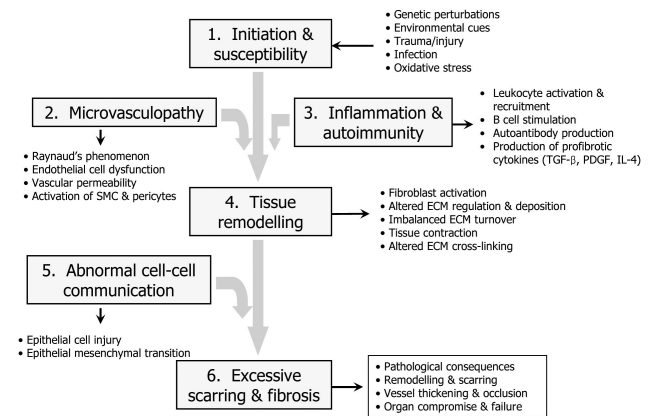 1. Initiation &
susceptibility
• Genetic perturbations
• Environmental cues
• Trauma/injury
• Infection
• Oxidative stress
2. Microvasculopathy
• Raynaud's phenomenon
• Endothelial cell dysfunction
• Vascular permeability
• Activation of SMC & pericytes
3. Inflammation &
autoimmunity
• Leukocyte activation &
recruitment
• B cell stimulation
• Autoantibody production
• Production of profibrotic
cytokines (TGF-β, PDGF, IL-4)
4. Tissue
remodelling
• Fibroblast activation
• Altered ECM regulation & deposition
• Imbalanced ECM turnover
• Tissue contraction
• Altered ECM cross-linking
5. Abnormal cell-cell
communication
• Epithelial cell injury
• Epithelial mesenchymal transition
6. Excessive
scarring & fibrosis
• Pathological consequences
• Remodelling & scarring
• Vessel thickening & occlusion
• Organ compromise & failure